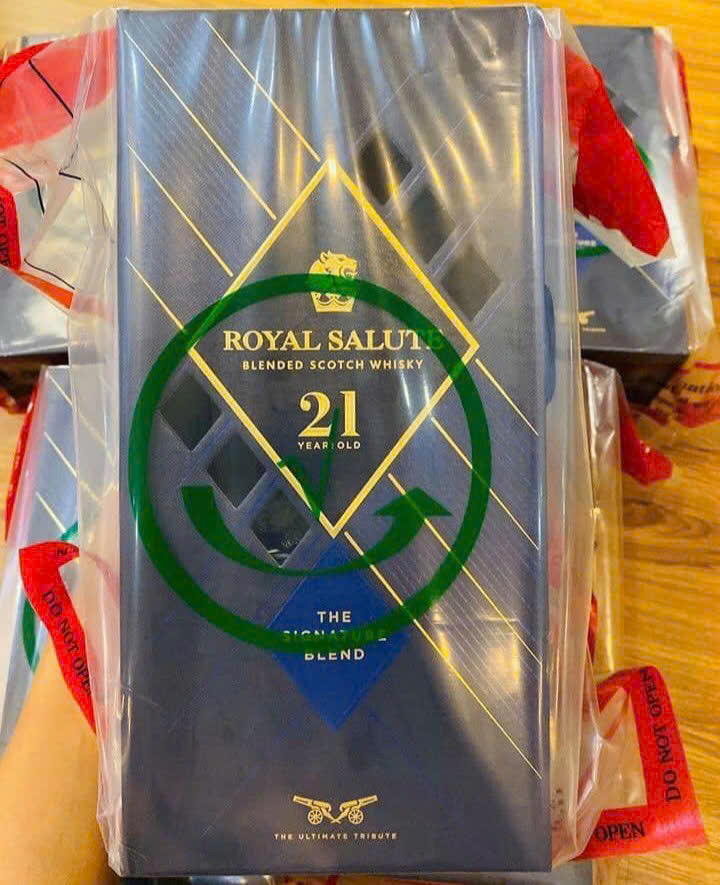 ROYAL SALUTE
BLENDED SCOTCH WHISKY
21
YEAR OLD
THE
SIGNATURE
BLEND
THE ULTIMATE TRIBUTE
DO NOT OPEN
DO NOT OPEN
OPEN